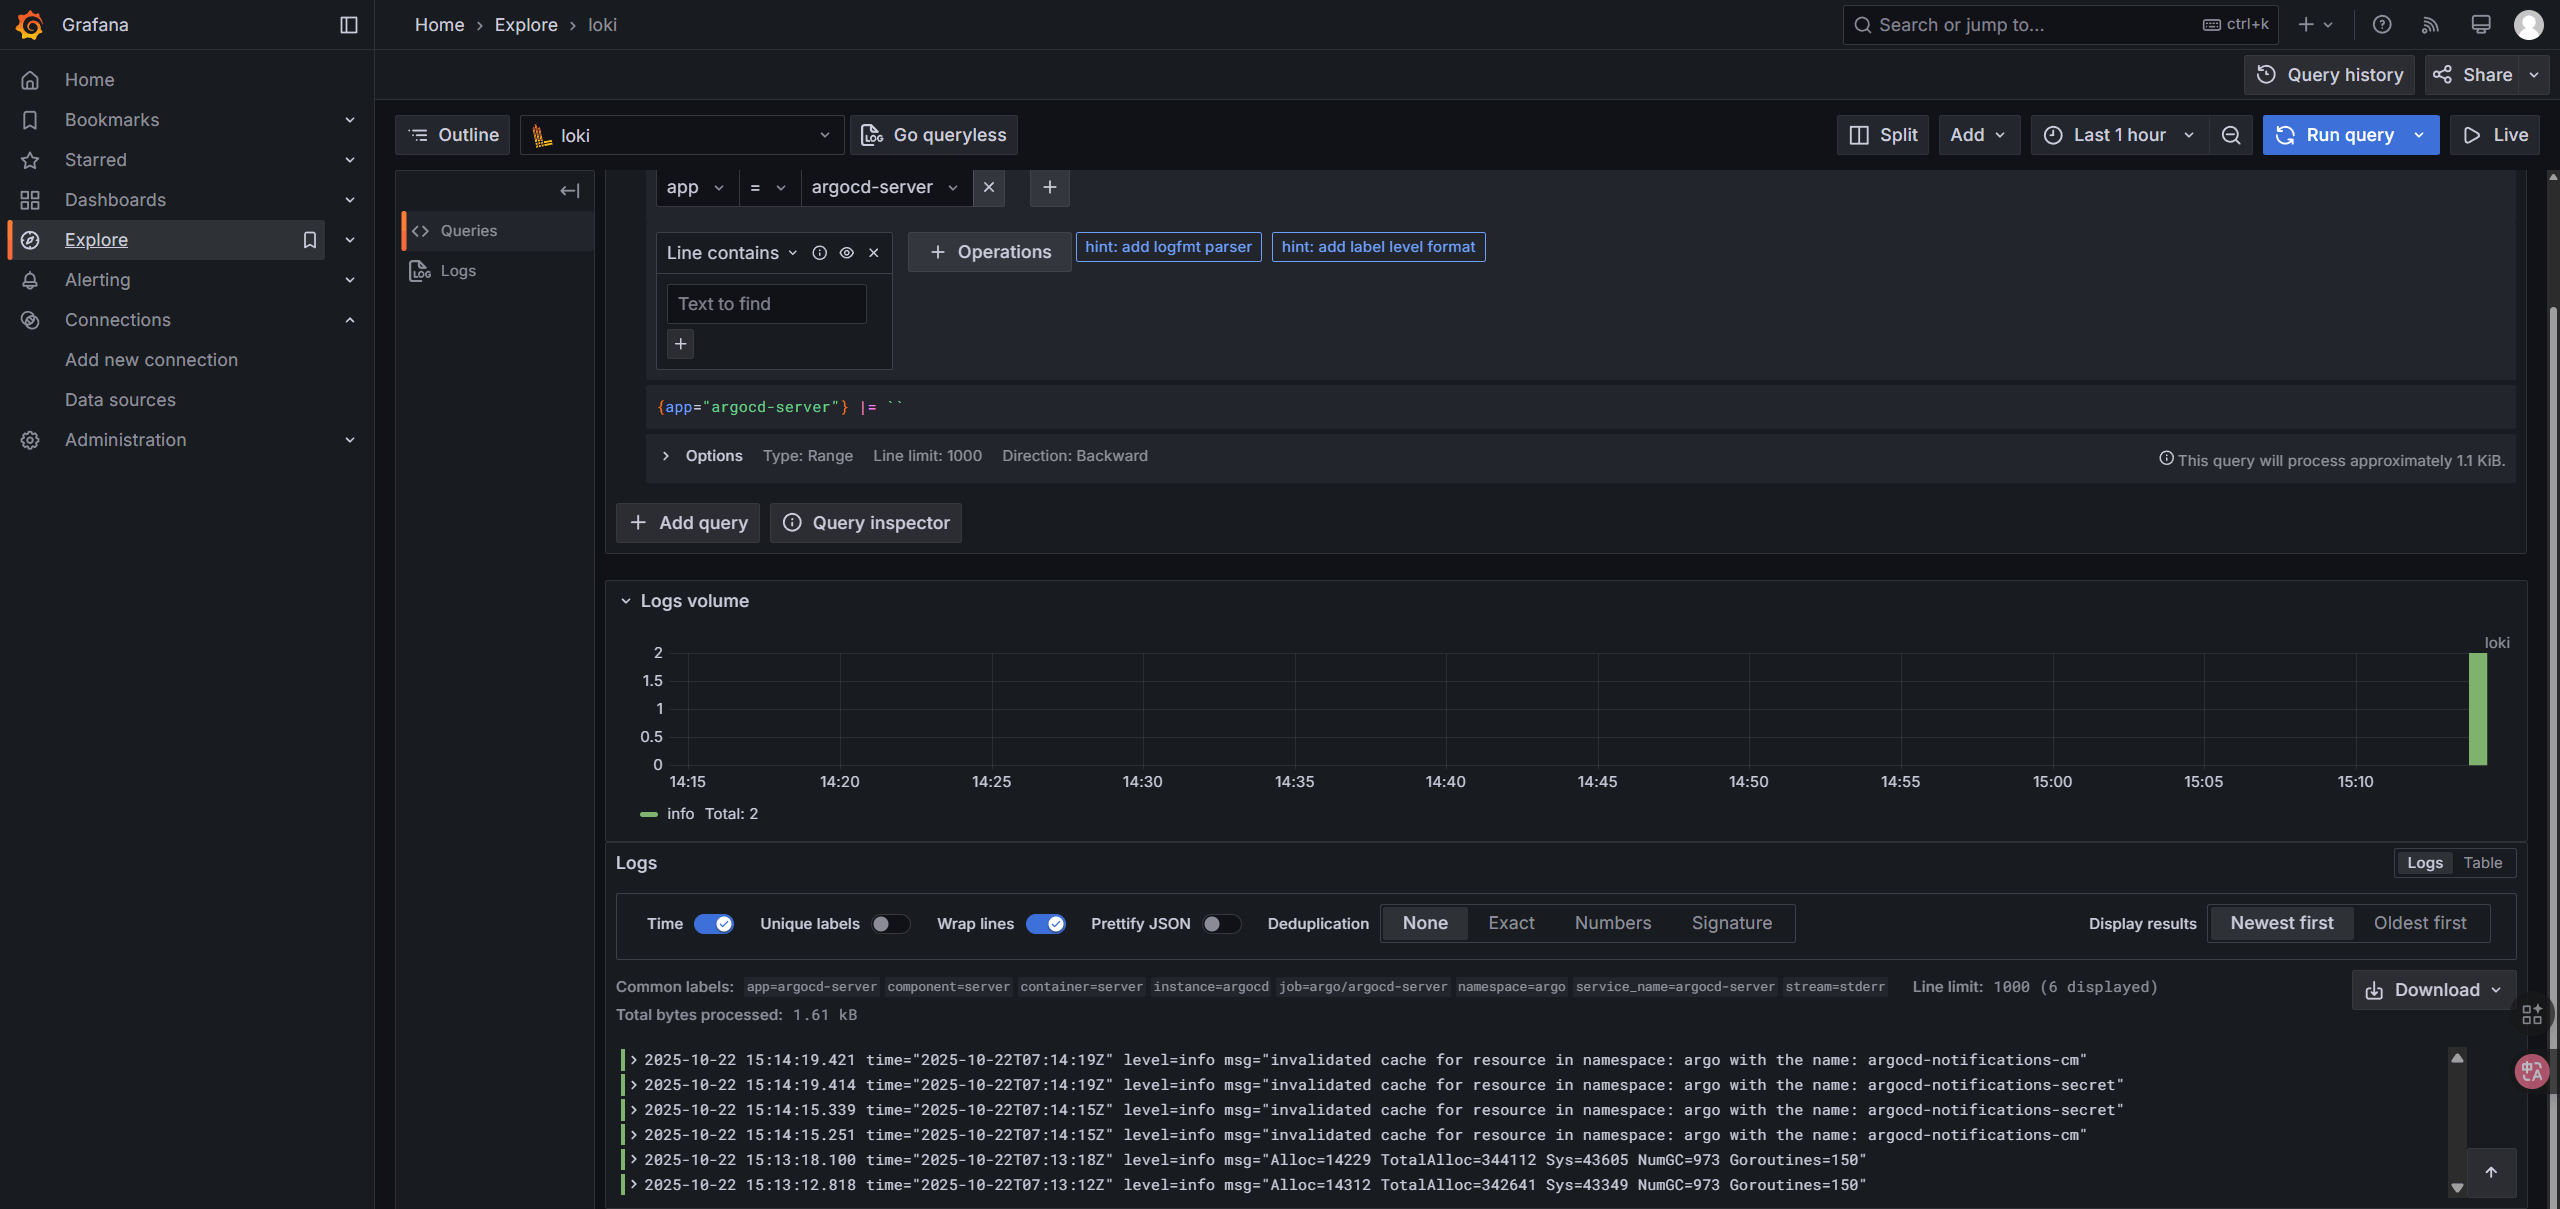 Grafana
Home › Explore › loki
Search or jump to...
ctrl+k
Home
Bookmarks
Starred
Dashboards
Explore
Alerting
Connections
Add new connection
Data sources
Administration
Query history
Share
Outline
loki
Go queryless
Split
Add
Last 1 hour
Run query
Live
Queries
Logs
app = argocd-server
Line contains
Operations
hint: add logfmt parser
hint: add label level format
Text to find
{app="argocd-server"} |= ``
Options Type: Range Line limit: 1000 Direction: Backward
This query will process approximately 1.1 KiB.
Add query
Query inspector
Logs volume
loki
2
1.5
1
0.5
0
14:15 14:20 14:25 14:30 14:35 14:40 14:45 14:50 14:55 15:00 15:05 15:10
info Total: 2
Logs
Logs Table
Time Unique labels Wrap lines Prettify JSON Deduplication None Exact Numbers Signature
Display results Newest first Oldest first
Common labels: app=argocd-server component=server container=server instance=argocd job=argo/argocd-server namespace=argo service_name=argocd-server stream=stderr Line limit: 1000 (6 displayed)
Download
Total bytes processed: 1.61 kB
2025-10-22 15:14:19.421 time="2025-10-22T07:14:19Z" level=info msg="invalidated cache for resource in namespace: argo with the name: argocd-notifications-cm"
2025-10-22 15:14:19.414 time="2025-10-22T07:14:19Z" level=info msg="invalidated cache for resource in namespace: argo with the name: argocd-notifications-secret"
2025-10-22 15:14:15.339 time="2025-10-22T07:14:15Z" level=info msg="invalidated cache for resource in namespace: argo with the name: argocd-notifications-secret"
2025-10-22 15:14:15.251 time="2025-10-22T07:14:15Z" level=info msg="invalidated cache for resource in namespace: argo with the name: argocd-notifications-cm"
2025-10-22 15:13:18.100 time="2025-10-22T07:13:18Z" level=info msg="Alloc=14229 TotalAlloc=344112 Sys=43605 NumGC=973 Goroutines=150"
2025-10-22 15:13:12.818 time="2025-10-22T07:13:12Z" level=info msg="Alloc=14312 TotalAlloc=342641 Sys=43349 NumGC=973 Goroutines=150"